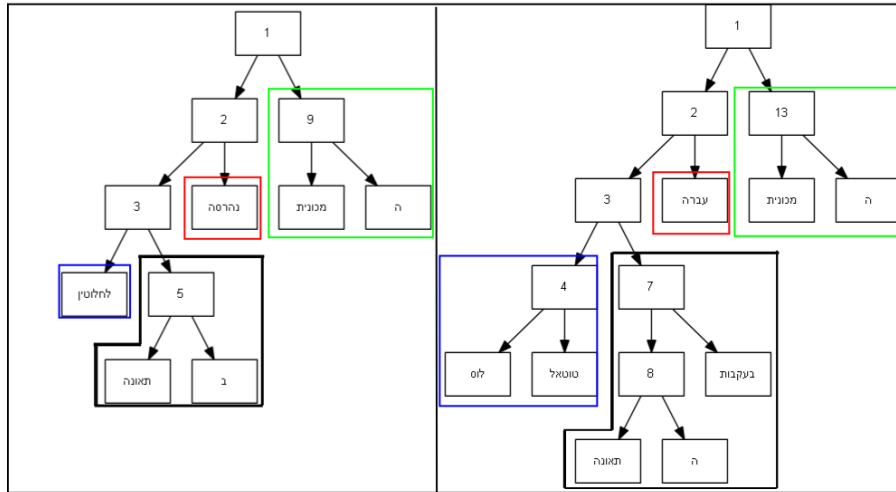 1
1
2
9
2
13
3
נהרסה
מכונית
ה
3
עברה
מכונית
ה
לחלוטין
5
4
7
תאונה
ב
לוס
טוטאל
8
בעקבות
תאונה
ה